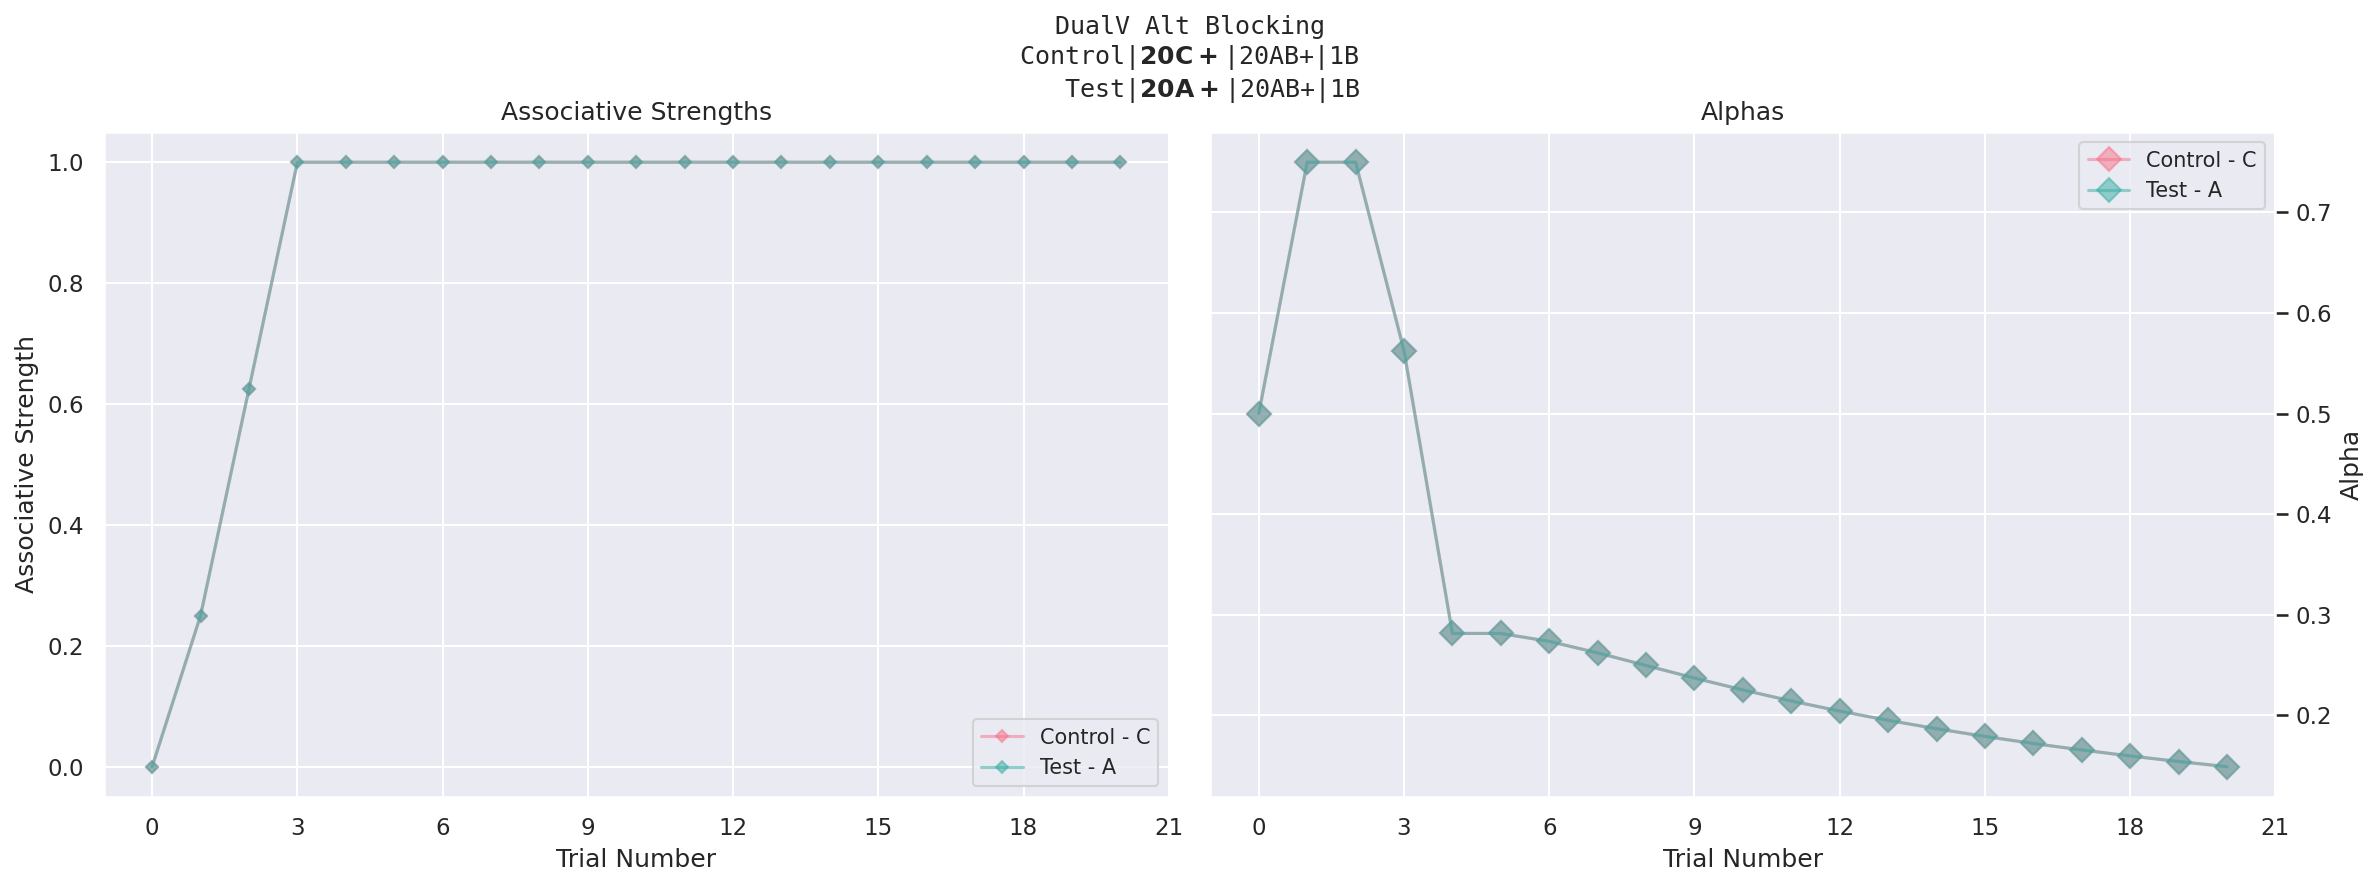 DualV Alt Blocking
Control|20C + |20AB+|1B
Test|20A + |20AB+|1B
Associative Strengths
Associative Strength
1.0
0.8
0.6
0.4
0.2
0.0
Control - C
Test - A
0 3 6 9 12 15 18 21
Trial Number
Alphas
Control - C
Test - A
0.7
0.6
0.5
0.4
0.3
0.2
Alpha
0 3 6 9 12 15 18 21
Trial Number